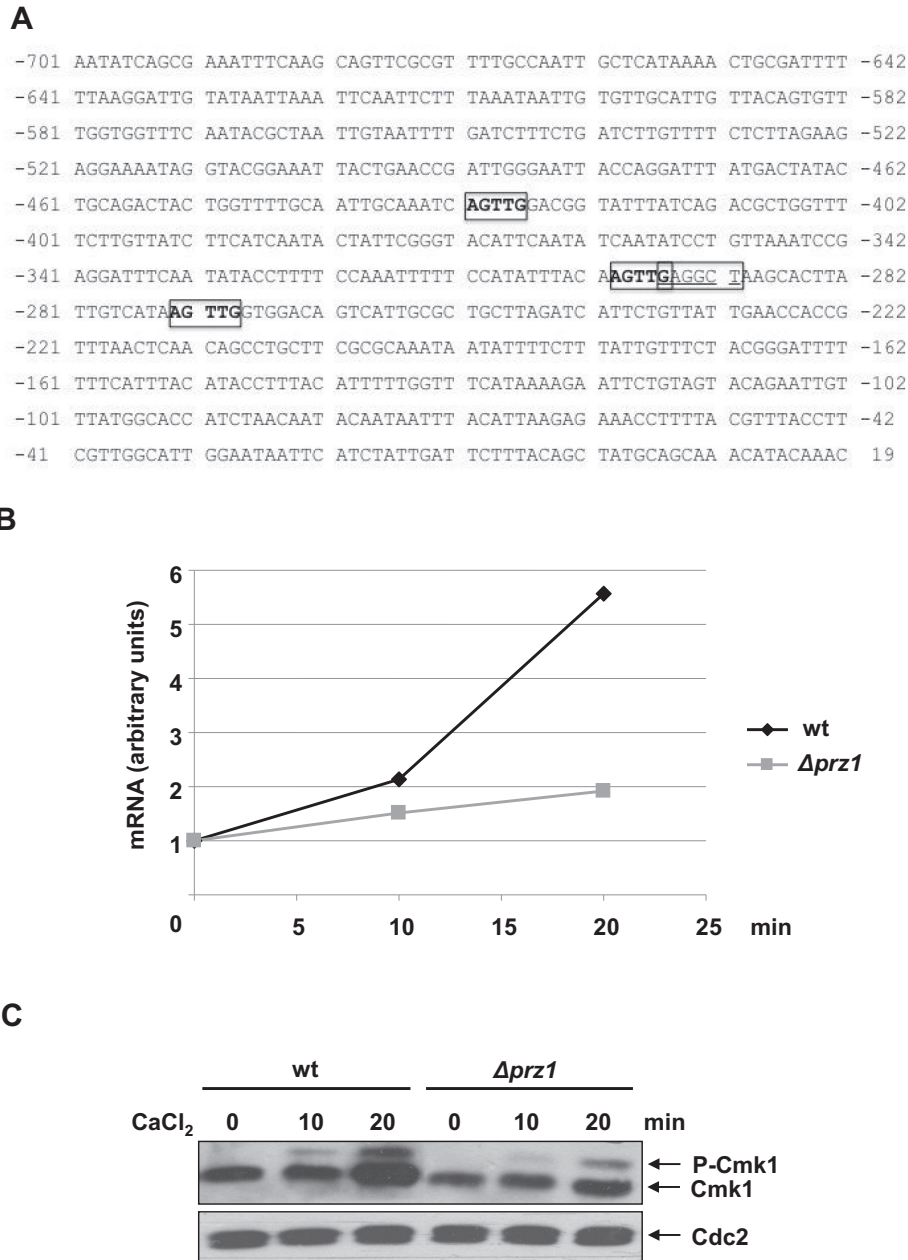 A
-701 AATATCAGCG AAATTTCAAG CAGTTCGCGT TTTGCCAATT GCTCATAAAA CTGCGATTTT -642
-641 TTAAGGATTG TATAATTAAA TTCAATTCTT TAAATAATTG TGTTGCATTG TTACAGTGTT -582
-581 TGGTGGTTTC AATACGCTAA TTGTAATTTT GATCTTTCTG ATCTTGTTTT CTCTTAGAAG -522
-521 AGGAAAATAG GTACGGAAAT TACTGAACCG ATTGGGAATT ACCAGGATTT ATGACTATAC -462
-461 TGCAGACTAC TGGTTTTGCA ATTGCAAATC AGTTGGACGG TATTTATCAG ACGCTGGTTT -402
-401 TCTTGTTATC TTCATCAATA CTATTCGGGT ACATTCAATA TCAATATCCT GTTAAATCCG -342
-341 AGGATTTCAA TATACCTTTT CCAAATTTTT CCATATTTAC AAGTTGAGGC TAAGCACTTA -282
-281 TTGTCATAAG TTGGTGGACAG TCATTGCGCT GCTTAGATC ATTCTGTTAT TGAACCACCG -222
-221 TTTAACTCAA CAGCCTGCTT CGCGCAAATA ATATTTTCTT TATTGTTTCT ACGGGATTTT -162
-161 TTTCATTTAC ATACCTTTAC ATTTTTGGTT TCATAAAAGA ATTCTGTAGT ACAGAATTGT -102
-101 TTATGGCACC ATCTAACAAT ACAATAATTT ACATTAAGAG AAACCTTTTA CGTTTACCTT -42
-41 CGTTGGCATT GGAATAATTC ATCTATTGAT TCTTTACAGC TATGCAGCAA ACATACAAAC 19
B
mRNA (arbitrary units)
6
5
4
3
2
1
0 5 10 15 20 25 min
wt
Δprz1
C
wt Δprz1
CaCl₂ 0 10 20 0 10 20 min
P-Cmk1
Cmk1
Cdc2